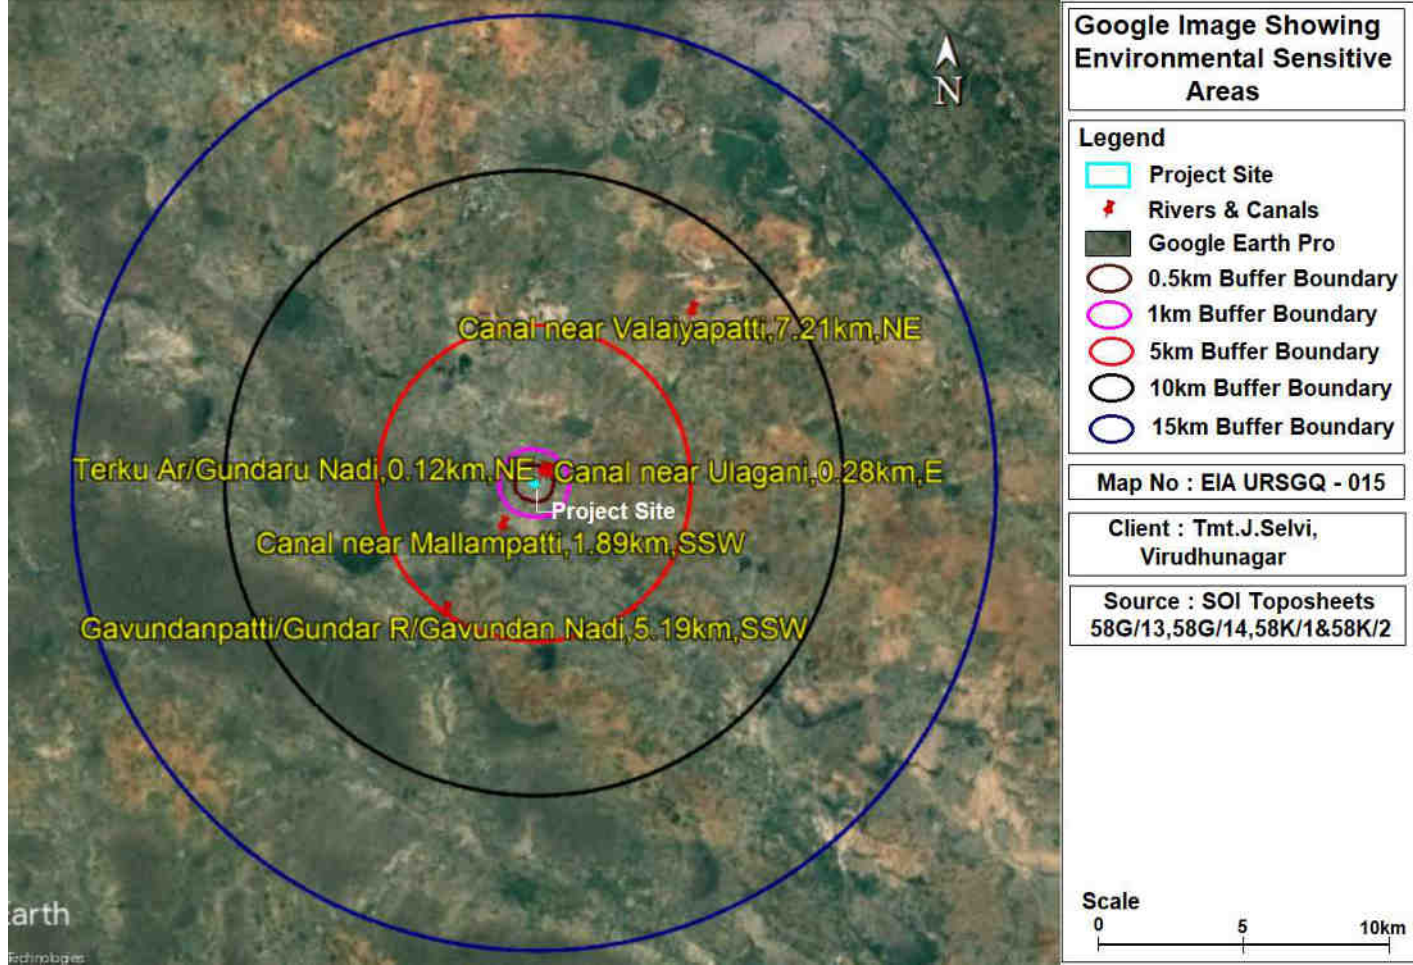 Google Image Showing
Environmental Sensitive
Areas
N
Legend
Project Site
Rivers & Canals
Google Earth Pro
0.5km Buffer Boundary
1km Buffer Boundary
5km Buffer Boundary
10km Buffer Boundary
15km Buffer Boundary
Map No : EIA URSGQ - 015
Client : Tmt.J.Selvi,
Virudhunagar
Source : SOI Toposheets
58G/13,58G/14,58K/1&58K/2
Canal near Valaiyapatti,7.21km,NE
Terku Ar/Gundaru Nadi,0.12km,NE
Canal near Ulagani,0.28km,E
Project Site
Canal near Mallampatti,1.89km,SSW
Gavundanpatti/Gundar R/Gavundan Nadi,5.19km,SSW
Scale
0 5 10km
arth
Technologies